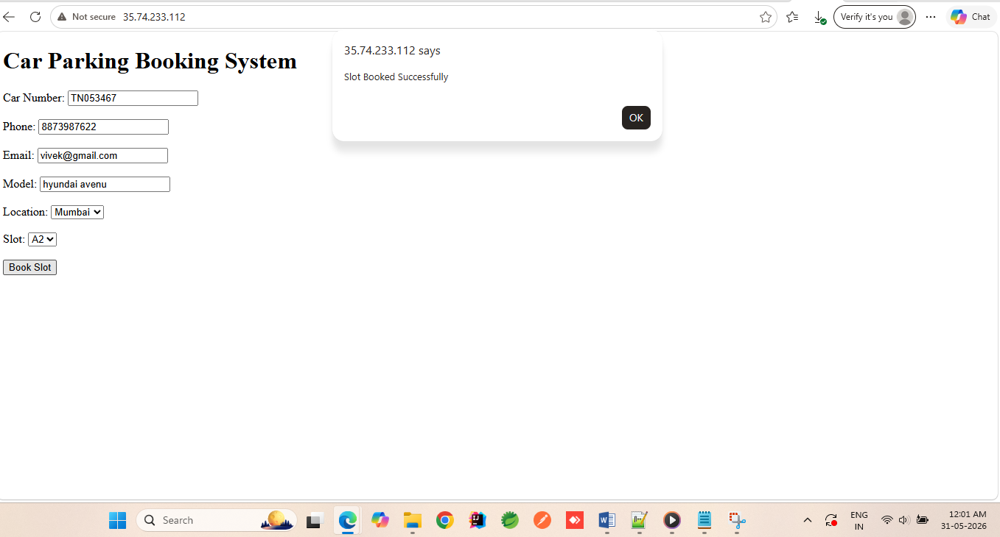 Not secure 35.74.233.112
Verify it's you
Chat
35.74.233.112 says
Slot Booked Successfully
OK
Car Parking Booking System
Car Number: TN053467
Phone: 8873987622
Email: vivek@gmail.com
Model: hyundai avenu
Location: Mumbai
Slot: A2
Book Slot
Search
ENG
IN
12:01 AM
31-05-2026